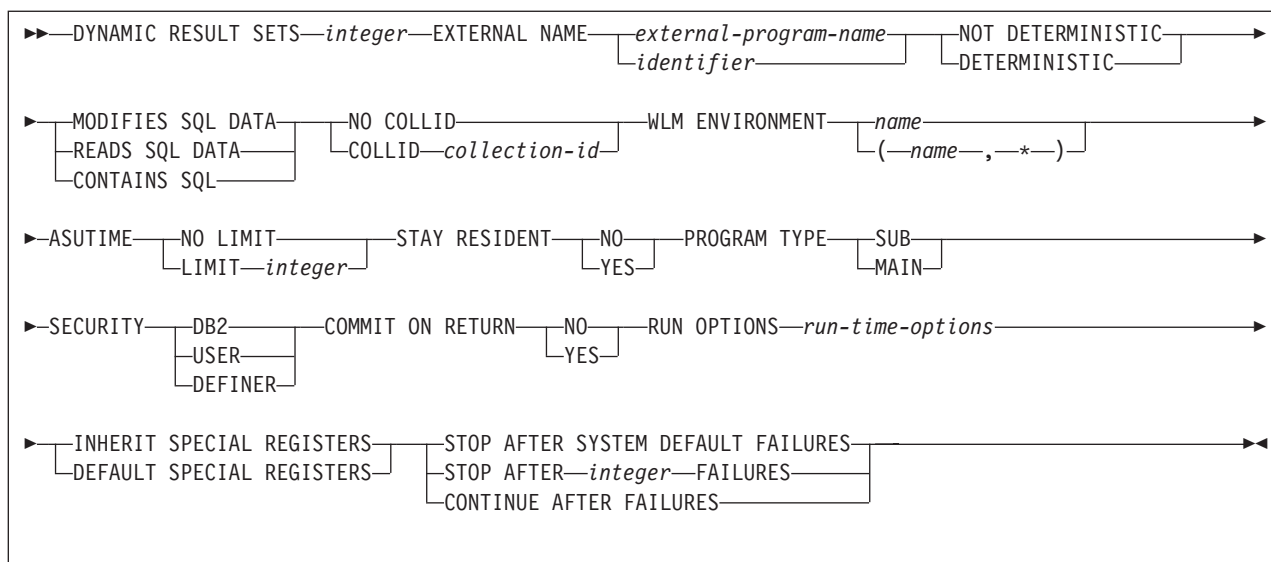 DYNAMIC RESULT SETS integer EXTERNAL NAME external-program-name NOT DETERMINISTIC
identifier DETERMINISTIC
MODIFIES SQL DATA NO COLLID WLM ENVIRONMENT name
READS SQL DATA COLLID collection-id ( name , * )
CONTAINS SQL
ASUTIME NO LIMIT STAY RESIDENT NO PROGRAM TYPE SUB
LIMIT integer YES MAIN
SECURITY DB2 COMMIT ON RETURN NO RUN OPTIONS run-time-options
USER YES
DEFINER
INHERIT SPECIAL REGISTERS STOP AFTER SYSTEM DEFAULT FAILURES
DEFAULT SPECIAL REGISTERS STOP AFTER integer FAILURES
CONTINUE AFTER FAILURES